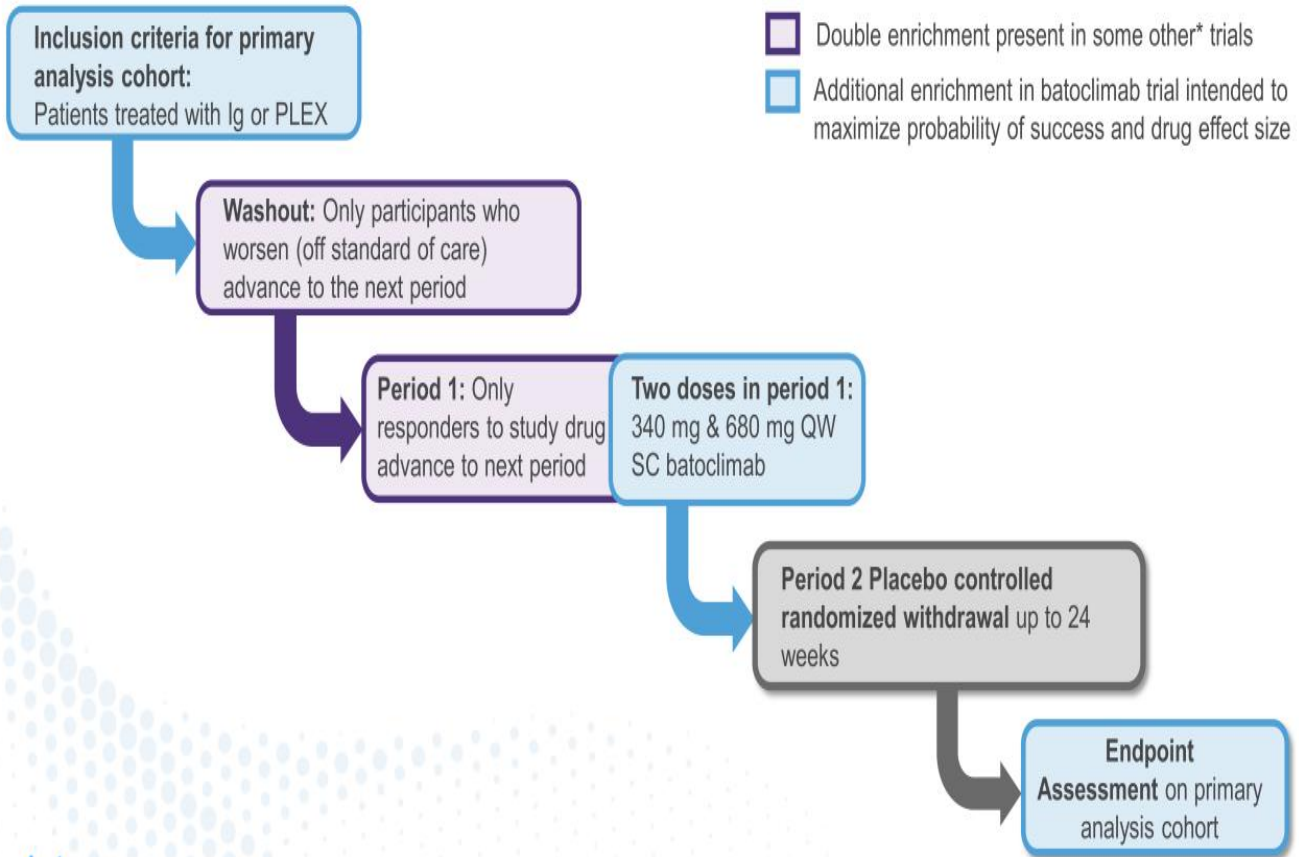 Inclusion criteria for primary
analysis cohort:
Patients treated with Ig or PLEX
Double enrichment present in some other* trials
Additional enrichment in batoclimab trial intended to
maximize probability of success and drug effect size
Washout: Only participants who
worsen (off standard of care)
advance to the next period
Period 1: Only
responders to study drug
advance to next period
Two doses in period 1:
340 mg & 680 mg QW
SC batoclimab
Period 2 Placebo controlled
randomized withdrawal up to 24
weeks
Endpoint
Assessment on primary
analysis cohort